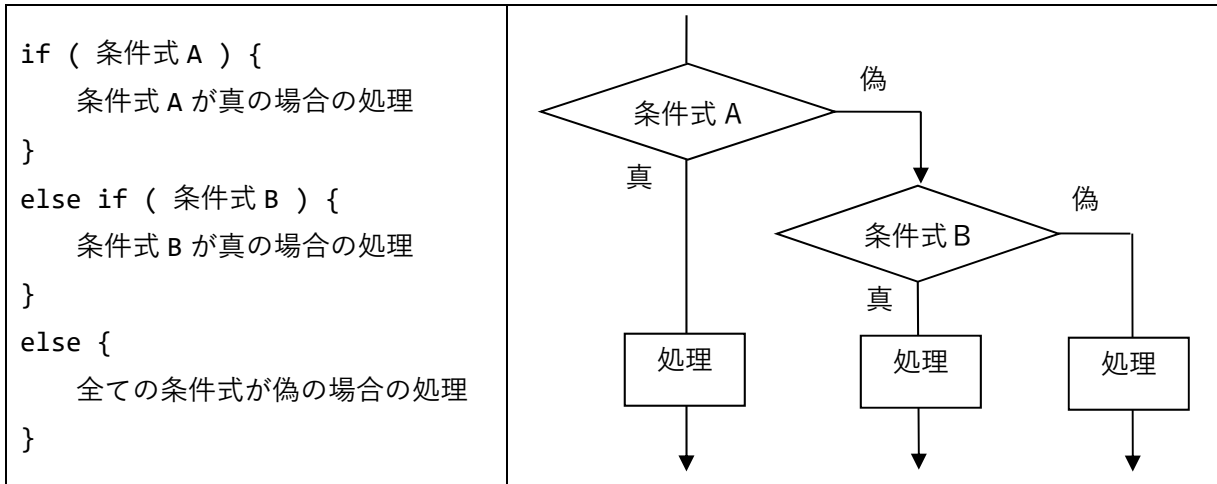 if ( 条件式 A ) {
条件式 A が真の場合の処理
}
else if ( 条件式 B ) {
条件式 B が真の場合の処理
}
else {
全ての条件式が偽の場合の処理
}
偽
条件式 A
真
偽
条件式 B
真
処理
処理
処理